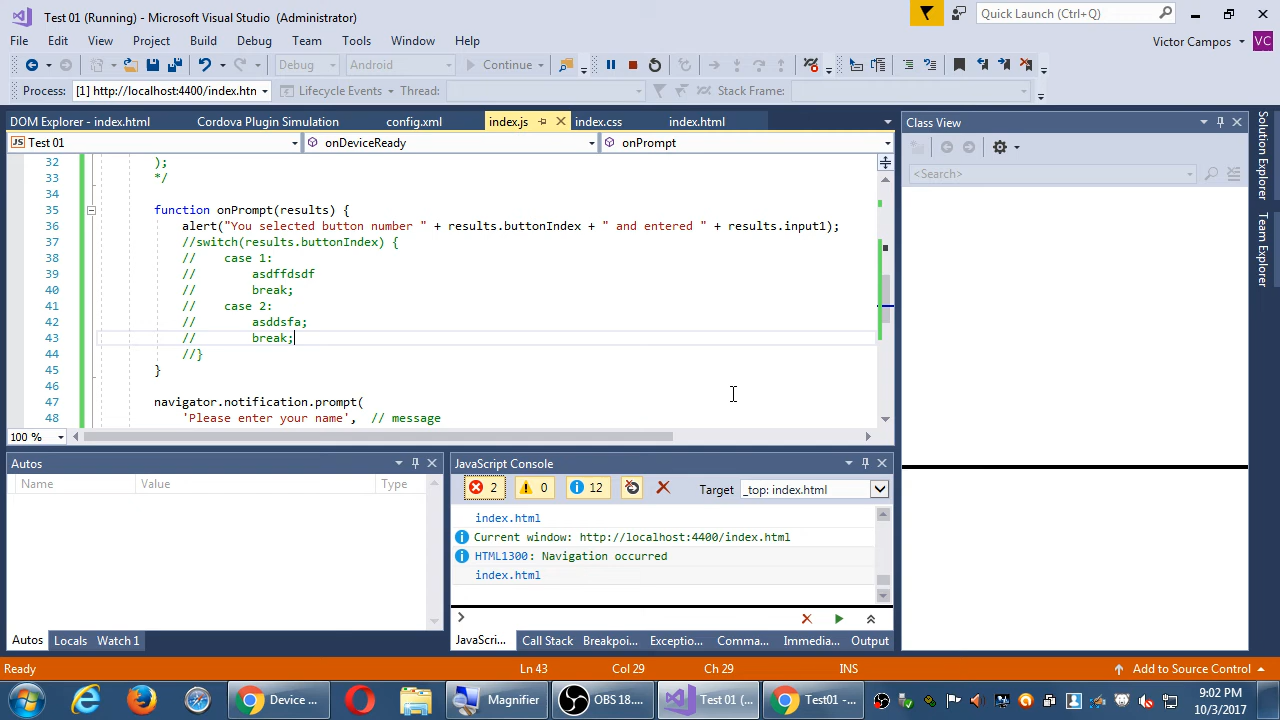 Test 01 (Running) - Microsoft Visual Studio (Administrator)
Quick Launch (Ctrl+Q)
File Edit View Project Build Debug Team Tools Window Help
Victor Campos VC
Debug Android Continue
Process: [1] http://localhost:4400/index.htn Lifecycle Events Thread: Stack Frame:
DOM Explorer - index.html Cordova Plugin Simulation config.xml index.js index.css index.html
Class View
JS Test 01 onDeviceReady onPrompt
<Search>
32 );
33 */
34
35 function onPrompt(results) {
36 alert("You selected button number " + results.buttonIndex + " and entered " + results.input1);
37 //switch(results.buttonIndex) {
38 // case 1:
39 // asdffdsdf
40 // break;
41 // case 2:
42 // asddsfa;
43 // break;
44 //}
45 }
46
47 navigator.notification.prompt(
48 'Please enter your name', // message
100 %
Solution Explorer
Team Explorer
Autos
Name Value Type
Autos Locals Watch 1
JavaScript Console
2 0 12 Target _top: index.html
index.html
Current window: http://localhost:4400/index.html
HTML1300: Navigation occurred
index.html
JavaScri... Call Stack Breakpoi... Exceptio... Comma... Immedia... Output
Ready Ln 43 Col 29 Ch 29 INS Add to Source Control
Device ... Magnifier OBS 18.... Test 01 (... Test01 -...
9:02 PM
10/3/2017